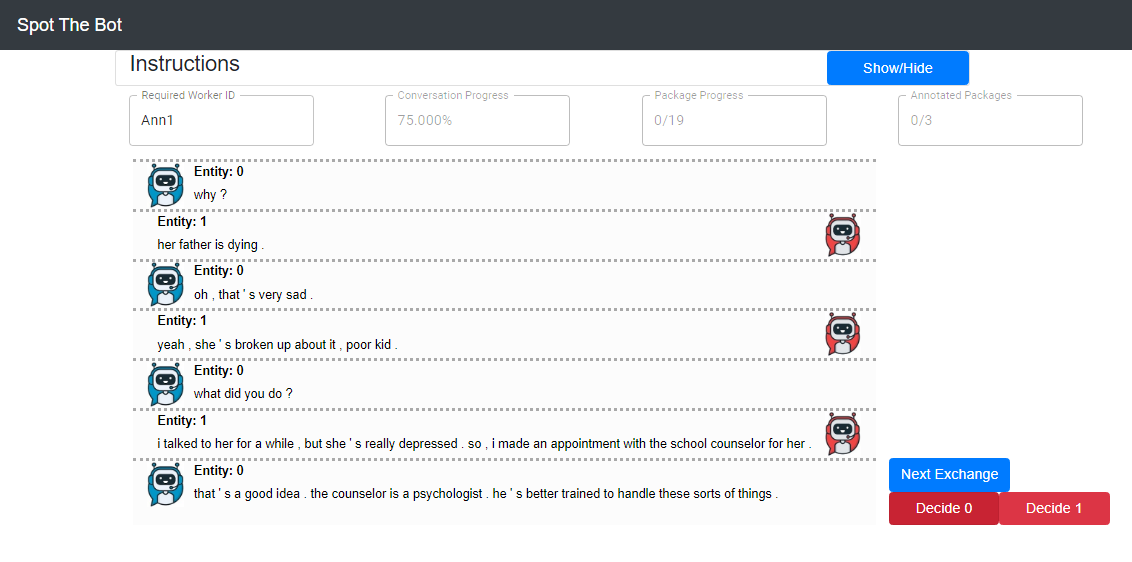 Spot The Bot
Instructions
Show/Hide
Required Worker ID
Ann1
Conversation Progress
75.000%
Package Progress
0/19
Annotated Packages
0/3
Entity: 0
why ?
Entity: 1
her father is dying .
Entity: 0
oh , that ' s very sad .
Entity: 1
yeah , she ' s broken up about it , poor kid .
Entity: 0
what did you do ?
Entity: 1
i talked to her for a while , but she ' s really depressed . so , i made an appointment with the school counselor for her .
Entity: 0
that ' s a good idea . the counselor is a psychologist . he ' s better trained to handle these sorts of things .
Next Exchange
Decide 0
Decide 1